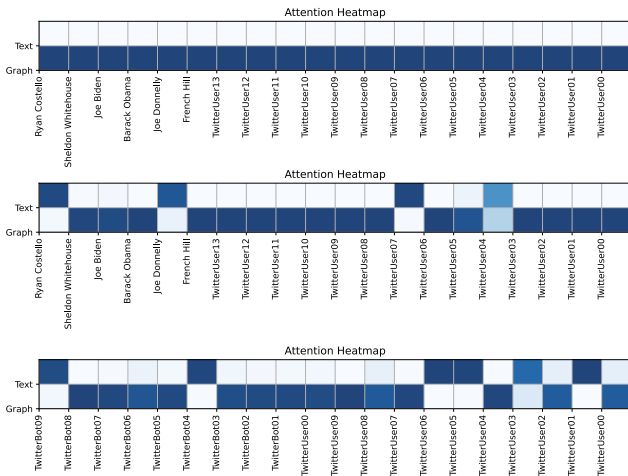 Attention Heatmap
Text
Graph
Ryan Costello
Sheldon Whitehouse
Joe Biden
Barack Obama
Joe Donnelly
French Hill
TwitterUser13
TwitterUser12
TwitterUser11
TwitterUser10
TwitterUser09
TwitterUser08
TwitterUser07
TwitterUser06
TwitterUser05
TwitterUser04
TwitterUser03
TwitterUser02
TwitterUser01
TwitterUser00
Attention Heatmap
Text
Graph
Ryan Costello
Sheldon Whitehouse
Joe Biden
Barack Obama
Joe Donnelly
French Hill
TwitterUser13
TwitterUser12
TwitterUser11
TwitterUser10
TwitterUser09
TwitterUser08
TwitterUser07
TwitterUser06
TwitterUser05
TwitterUser04
TwitterUser03
TwitterUser02
TwitterUser01
TwitterUser00
Attention Heatmap
Text
Graph
TwitterBot09
TwitterBot08
TwitterBot07
TwitterBot06
TwitterBot05
TwitterBot04
TwitterBot03
TwitterBot02
TwitterBot01
TwitterUser00
TwitterUser09
TwitterUser08
TwitterUser07
TwitterUser06
TwitterUser05
TwitterUser04
TwitterUser03
TwitterUser02
TwitterUser01
TwitterUser00